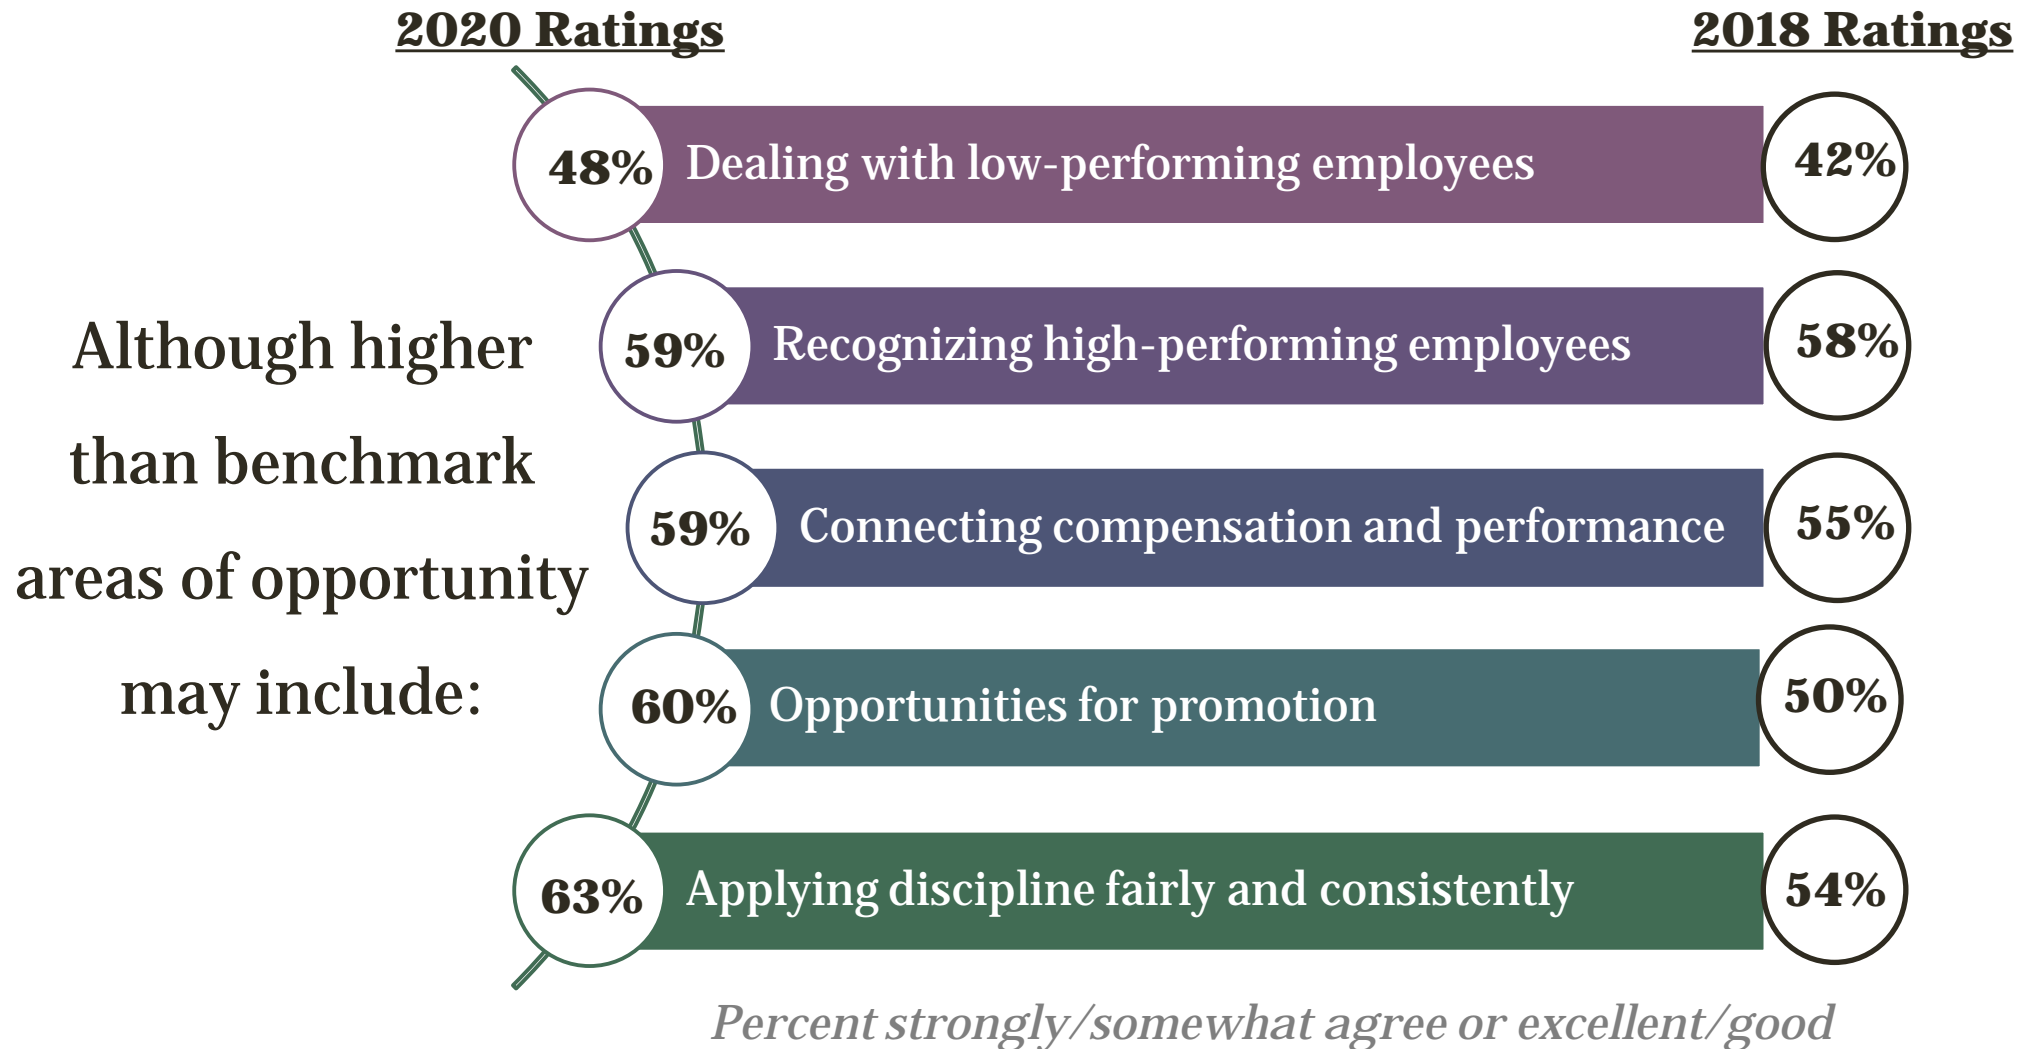 2020 Ratings
2018 Ratings
48%
Dealing with low-performing employees
42%
59%
Recognizing high-performing employees
58%
Although higher
than benchmark
areas of opportunity
may include:
59%
Connecting compensation and performance
55%
60%
Opportunities for promotion
50%
63%
Applying discipline fairly and consistently
54%
Percent strongly/somewhat agree or excellent/good